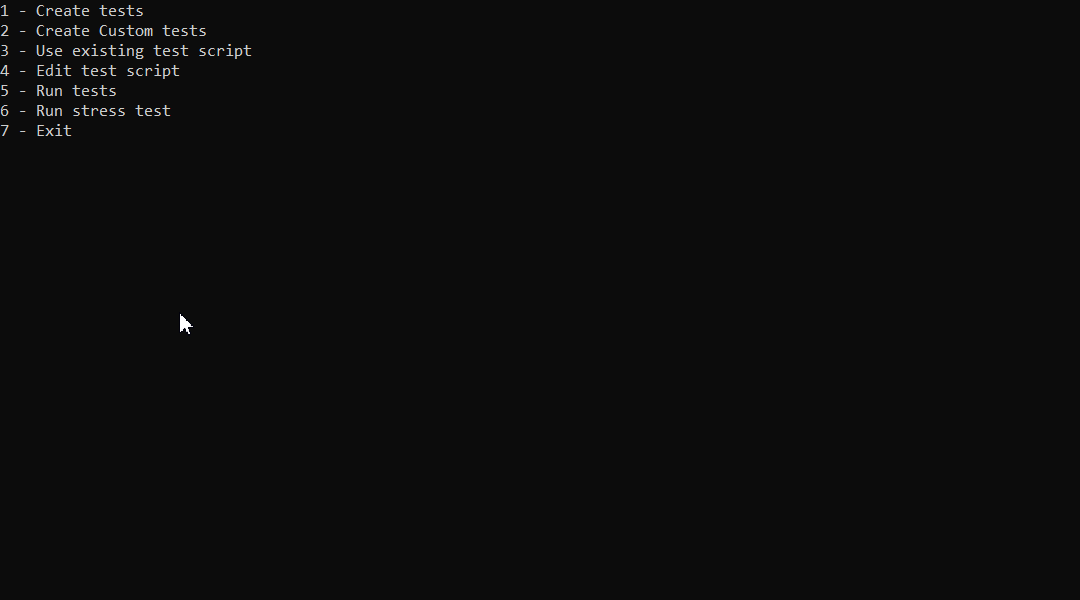 1 - Create tests
2 - Create Custom tests
3 - Use existing test script
4 - Edit test script
5 - Run tests
6 - Run stress test
7 - Exit